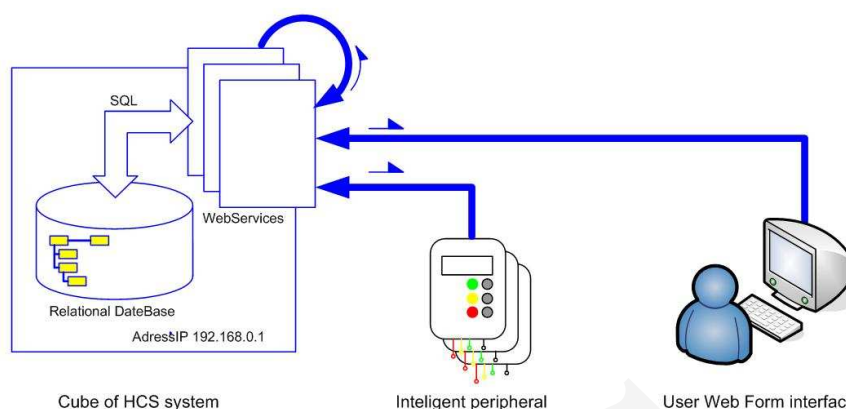 SQL
WebServices
Relational DateBase
AdressIP 192.168.0.1
Cube of HCS system
Inteligent peripheral
User Web Form interfac